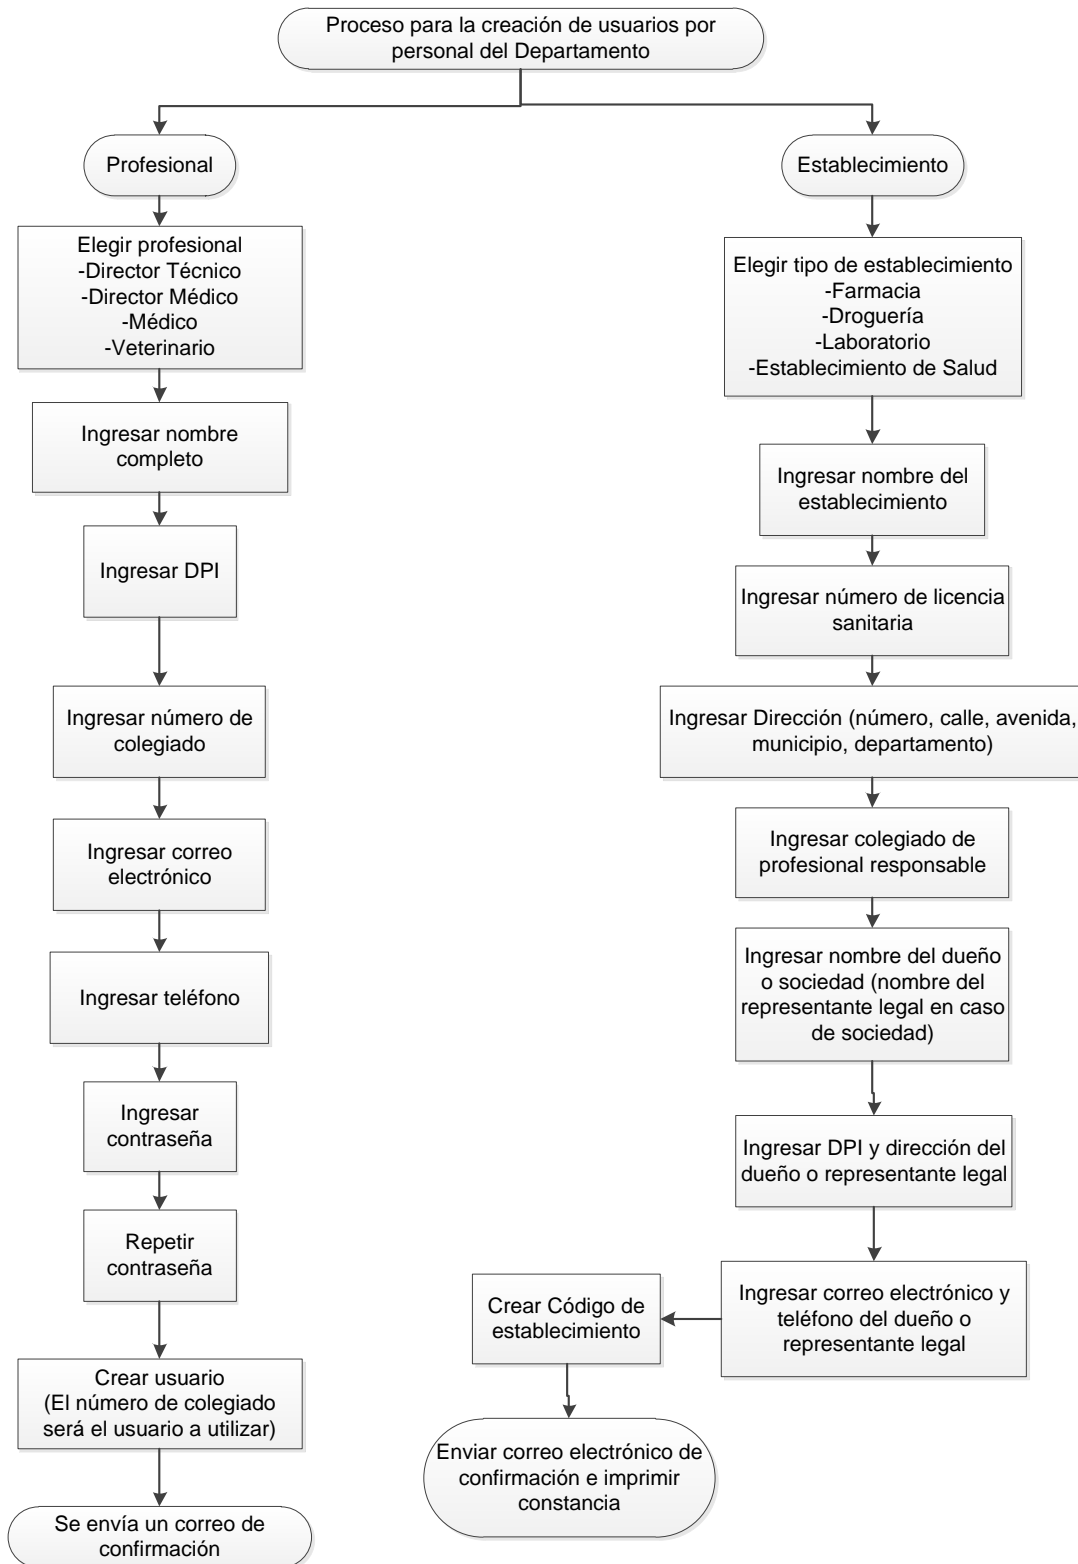 Proceso para la creación de usuarios por
personal del Departamento
Profesional
Elegir profesional
-Director Técnico
-Director Médico
-Médico
-Veterinario
Ingresar nombre
completo
Ingresar DPI
Ingresar número de
colegiado
Ingresar correo
electrónico
Ingresar teléfono
Ingresar
contraseña
Repetir
contraseña
Crear usuario
(El número de colegiado
será el usuario a utilizar)
Se envía un correo de
confirmación
Establecimiento
Elegir tipo de establecimiento
-Farmacia
-Droguería
-Laboratorio
-Establecimiento de Salud
Ingresar nombre del
establecimiento
Ingresar número de licencia
sanitaria
Ingresar Dirección (número, calle, avenida,
municipio, departamento)
Ingresar colegiado de
profesional responsable
Ingresar nombre del dueño
o sociedad (nombre del
representante legal en caso
de sociedad)
Ingresar DPI y dirección del
dueño o representante legal
Ingresar correo electrónico y
teléfono del dueño o
representante legal
Crear Código de
establecimiento
Enviar correo electrónico de
confirmación e imprimir
constancia